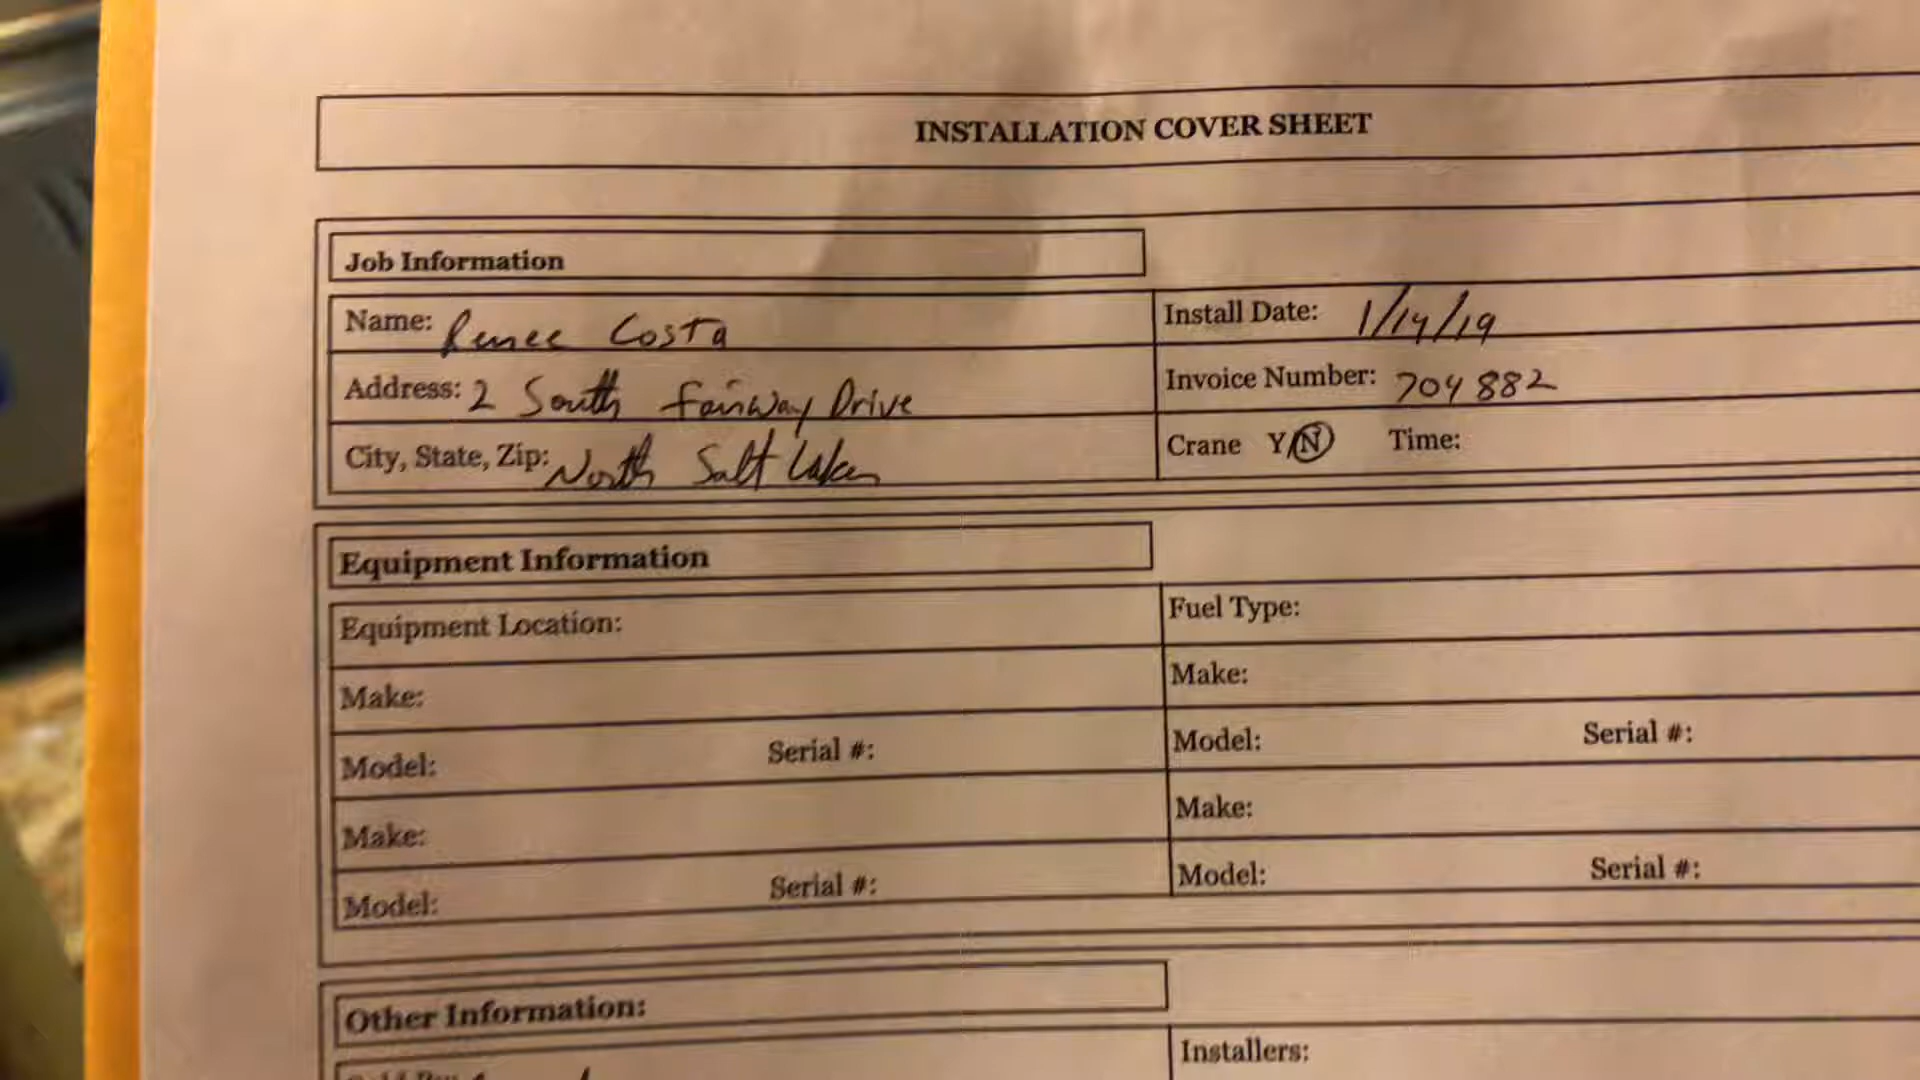 INSTALLATION COVER SHEET
Job Information
Name: Renee Costa
Install Date: 1/14/19
Address: 2 South Fairway Drive
Invoice Number: 704882
City, State, Zip: North Salt Lake
Crane Y/N Time:
Equipment Information
Equipment Location:
Fuel Type:
Make:
Make:
Model: Serial #:
Model: Serial #:
Make:
Make:
Model: Serial #:
Model: Serial #:
Other Information:
Installers: